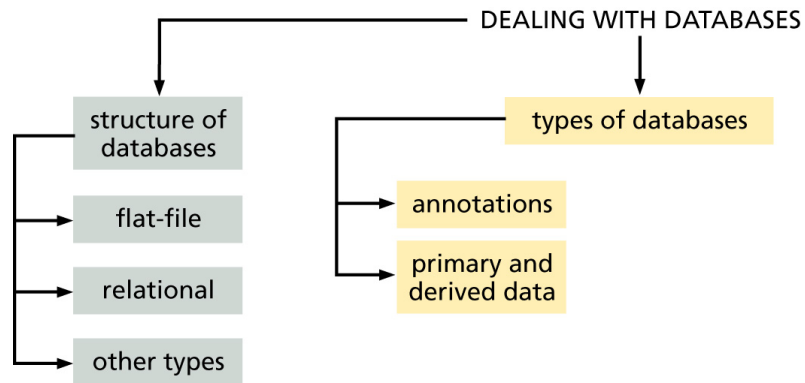 DEALING WITH DATABASES
structure of
databases
flat-file
relational
other types
types of databases
annotations
primary and
derived data